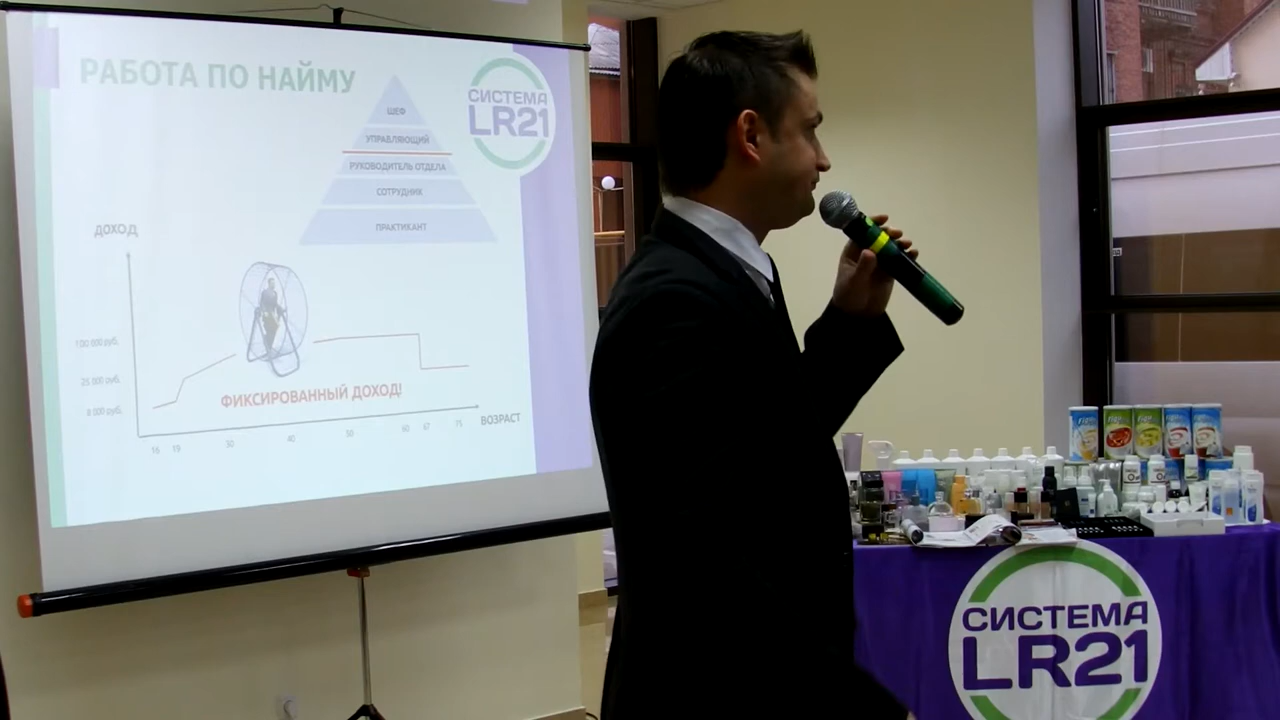 РАБОТА ПО НАЙМУ
СИСТЕМА
LR21
ШЕФ
УПРАВЛЯЮЩИЙ
РУКОВОДИТЕЛЬ ОТДЕЛА
СОТРУДНИК
ПРАКТИКАНТ
ДОХОД
100 000 руб.
25 000 руб.
8 000 руб.
ФИКСИРОВАННЫЙ ДОХОД!
ВОЗРАСТ
16 19 30 40 50 60 67 75
СИСТЕМА
LR21